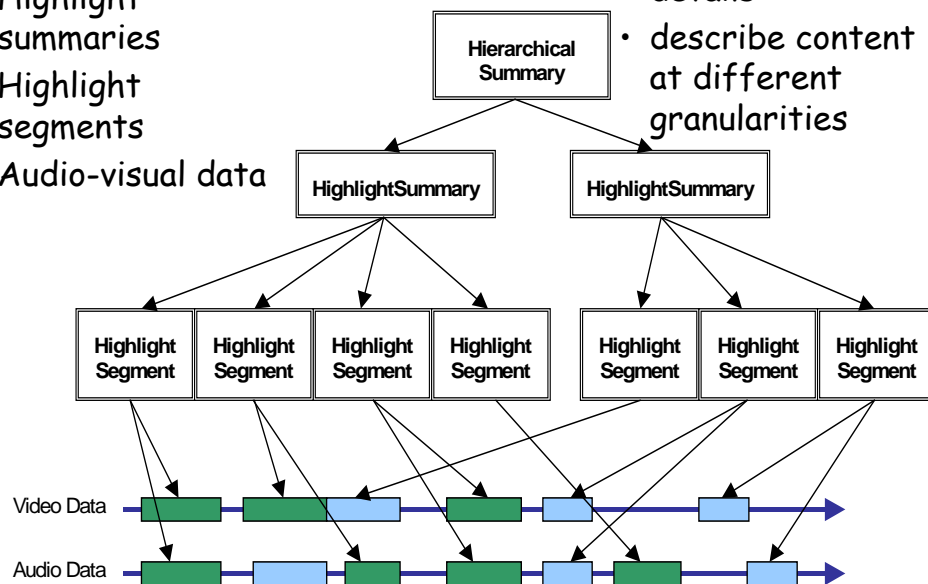 Highlight
summaries
Highlight
segments
Audio-visual data
details
• describe content
at different
granularities
Hierarchical
Summary
HighlightSummary
HighlightSummary
Highlight
Segment
Highlight
Segment
Highlight
Segment
Highlight
Segment
Highlight
Segment
Highlight
Segment
Highlight
Segment
Video Data
Audio Data